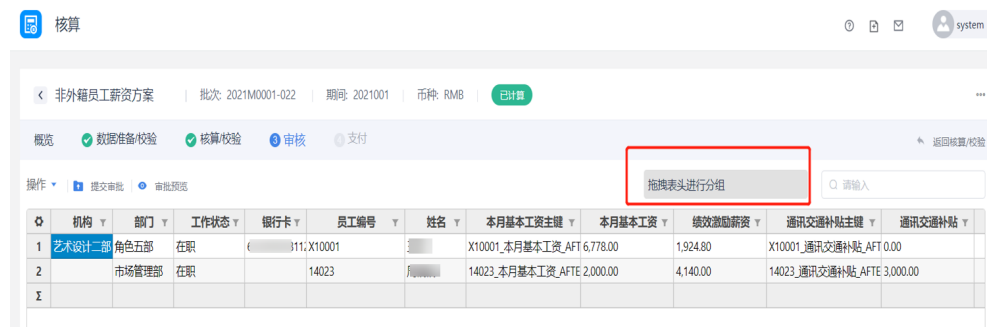 核算
system
非外籍员工薪资方案 批次: 2021M0001-022 期间: 2021001 币种: RMB 已计算
概览 数据准备/校验 核算/校验 3 审核 4 支付 返回核算/校验
操作 提交审批 审批预览 拖拽表头进行分组 请输入
机构 部门 工作状态 银行卡 员工编号 姓名 本月基本工资主键 本月基本工资 绩效激励薪资 通讯交通补贴主键 通讯交通补贴
1 艺术设计二部 角色五部 在职 X10001 X10001_本月基本工资_AFT 6,778.00 1,924.80 X10001_通讯交通补贴_AFT 0.00
2 市场管理部 在职 14023 14023_本月基本工资_AFTE 2,000.00 4,140.00 14023_通讯交通补贴_AFTE 3,000.00
Σ